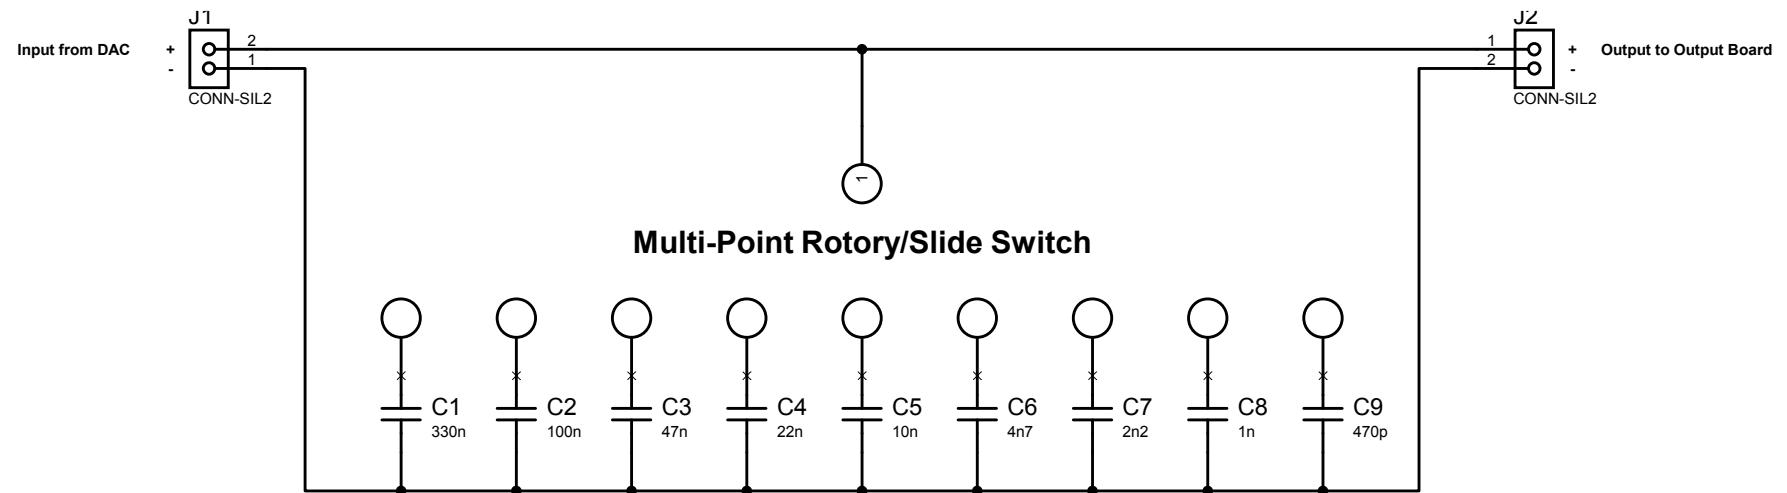 J1
J2
Input from DAC + 2 1 + Output to Output Board
- 1 2 -
CONN-SIL2 CONN-SIL2
1
Multi-Point Rotory/Slide Switch
C1 C2 C3 C4 C5 C6 C7 C8 C9
330n 100n 47n 22n 10n 4n7 2n2 1n 470p